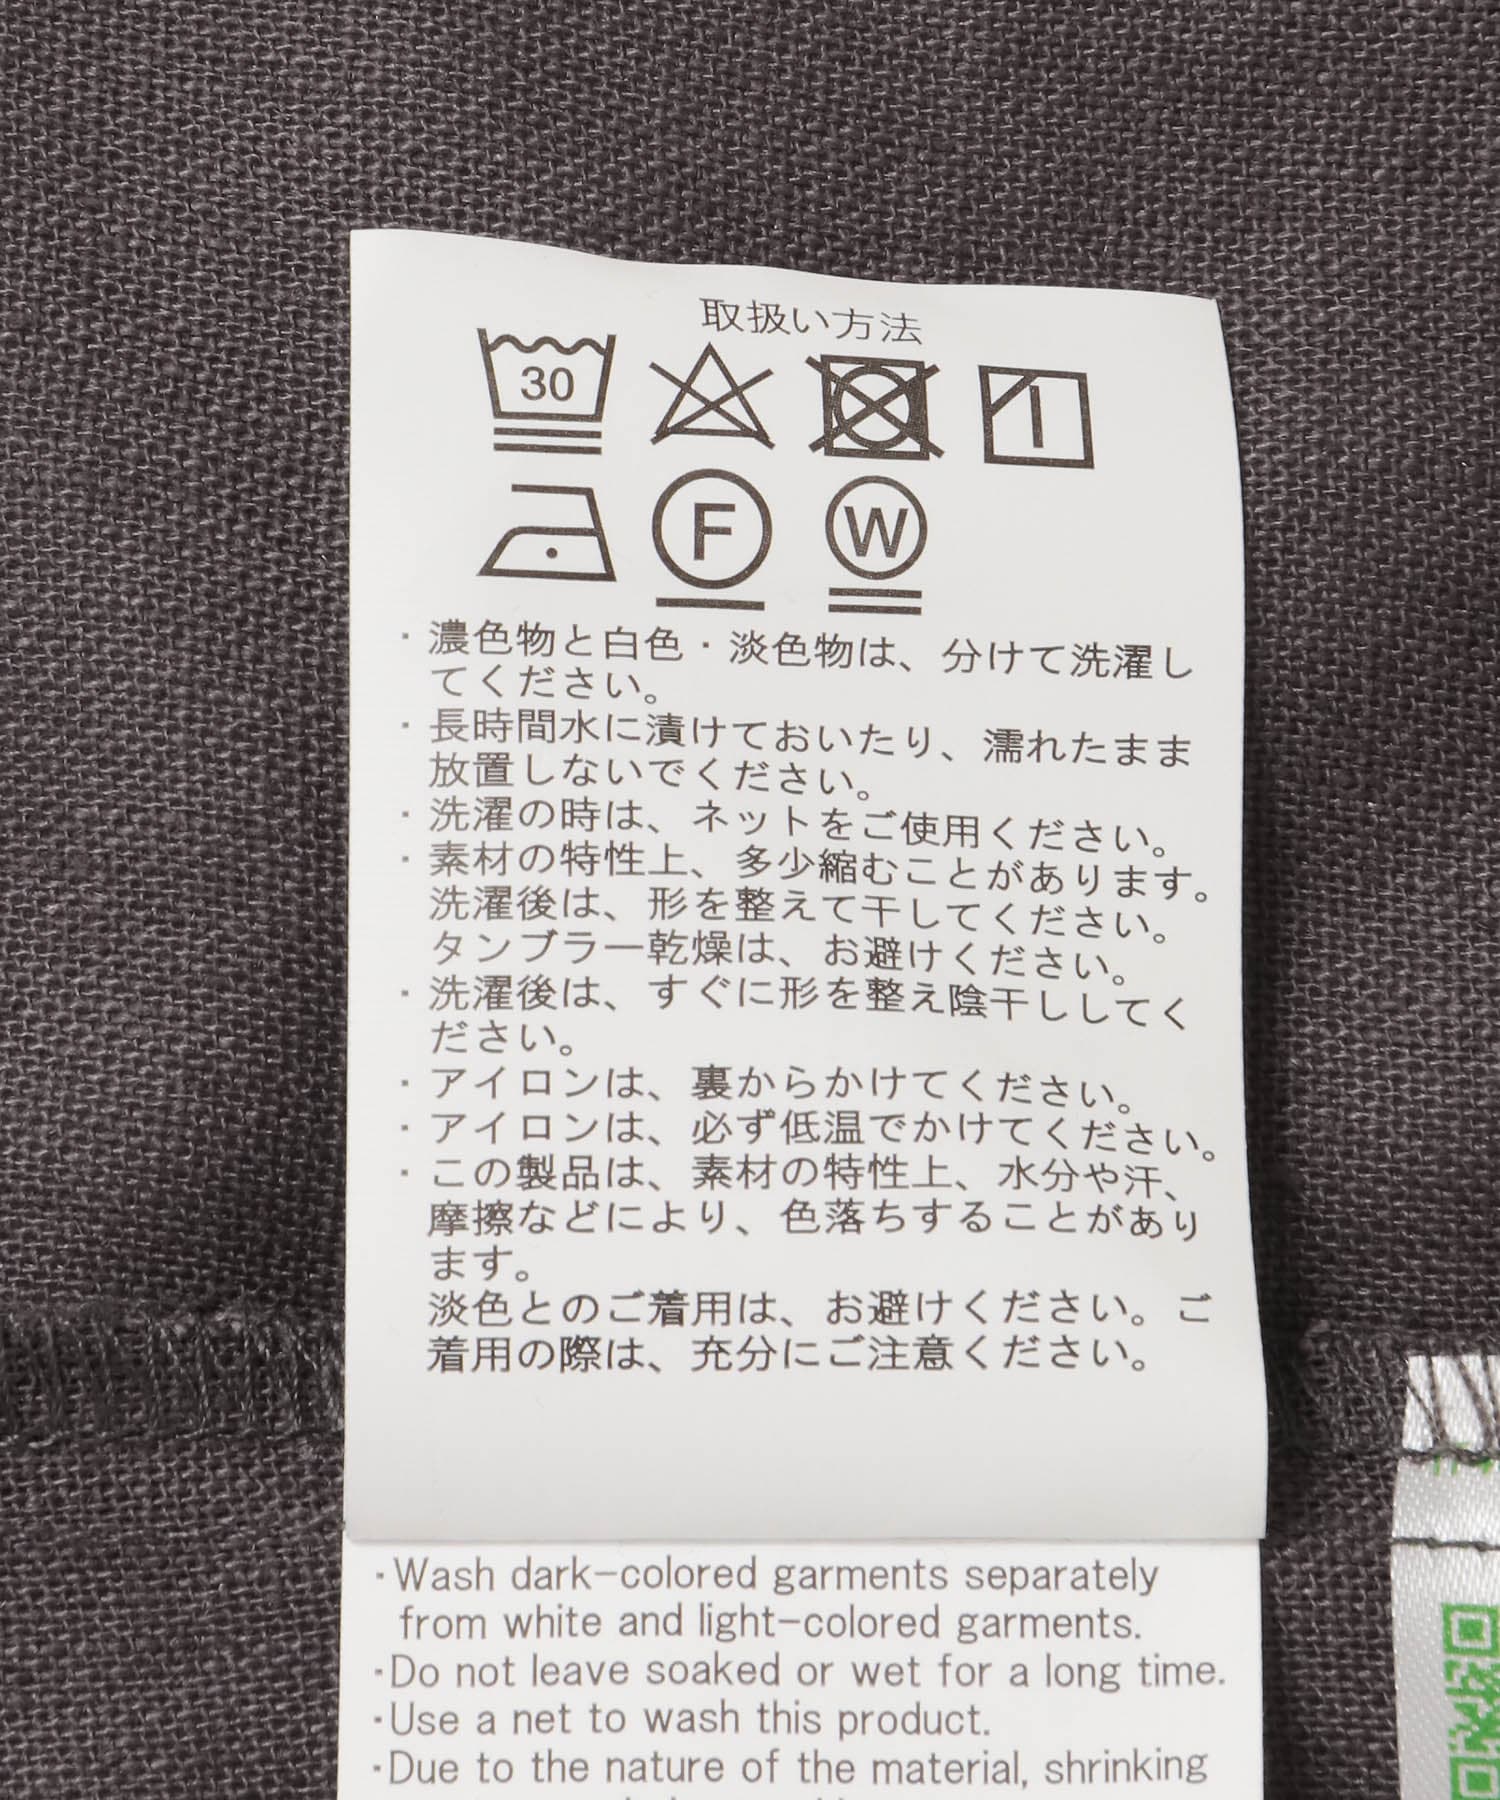 取扱い方法
30
F W
・濃色物と白色・淡色物は、分けて洗濯し
てください。
・長時間水に漬けておいたり、濡れたまま
放置しないでください。
・洗濯の時は、ネットをご使用ください。
・素材の特性上、多少縮むことがあります。
洗濯後は、形を整えて干してください。
タンブラー乾燥は、お避けください。
・洗濯後は、すぐに形を整え陰干ししてく
ださい。
・アイロンは、裏からかけてください。
・アイロンは、必ず低温でかけてください。
・この製品は、素材の特性上、水分や汗、
摩擦などにより、色落ちすることがあり
ます。
淡色とのご着用は、お避けください。ご
着用の際は、充分にご注意ください。
・Wash dark-colored garments separately
from white and light-colored garments.
・Do not leave soaked or wet for a long time.
・Use a net to wash this product.
・Due to the nature of the material, shrinking